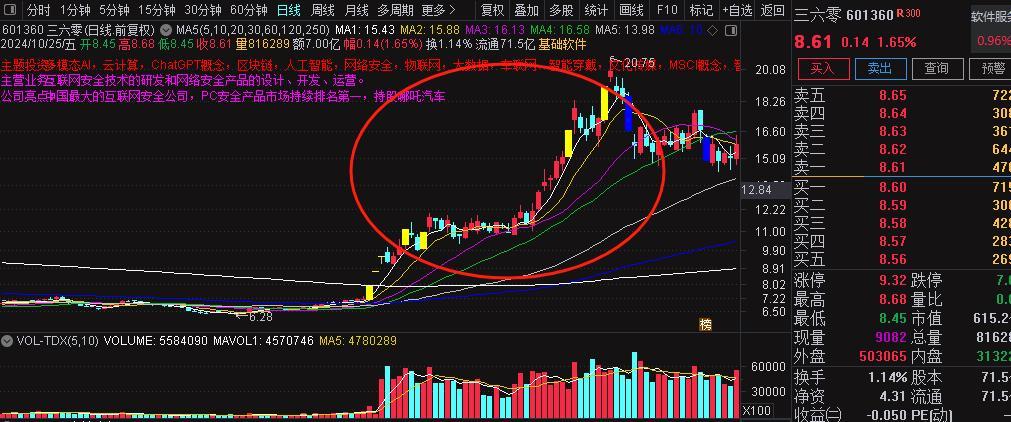 分时 1分钟 5分钟 15分钟 30分钟 60分钟 日线 周线 月线 多周期 更多 > 复权 叠加 多股 统计 画线 F10 标记 +自选 返回
601360 三六零(日线.前复权) MA5(5,10,20,30,60,120,250) MA1: 15.43 MA2: 15.88 MA3: 16.13 MA4: 16.58 MA5: 13.98 MA6: 10
2024/10/25/五 开8.45 高8.68 低8.45 收8.61 量816289 额7.00亿 幅0.14(1.65%) 换1.14% 流通71.5亿 基础软件
多模态AI，云计算，ChatGPT概念，区块链，人工智能，网络安全，物联网，大数据，车联网，智能穿戴，MSCI概念，
主营业务 互联网安全技术的研发和网络安全产品的设计、开发、运营。
公司亮点 中国最大的互联网安全公司，PC安全产品市场持续排名第一，持股哪吒汽车
20.75
6.28
20.08
18.26
16.60
15.09
12.84
12.22
11.00
9.90
8.91
8.02
7.22
6.50
榜
VOL-TDX(5,10) VOLUME: 5584090 MAVOL1: 4570746 MA5: 4780289
60000
30000
X100
三六零 601360 R300
软件服务
8.61 0.14 1.65%
0.96%
买入 卖出 查询 预警
卖五 8.65 722
卖四 8.64 308
卖三 8.63 367
卖二 8.62 644
卖一 8.61 470
买一 8.60 715
买二 8.59 300
买三 8.58 428
买四 8.57 283
买五 8.56 269
涨停 9.32 跌停 7.0
最高 8.68 量比 0.0
最低 8.45 市值 615.2
现量 9082 总量 81628
外盘 503065 内盘 31322
换手 1.14% 股本 71.5
净资 4.31 流通 71.5
收益㈢ -0.050 PE(动)